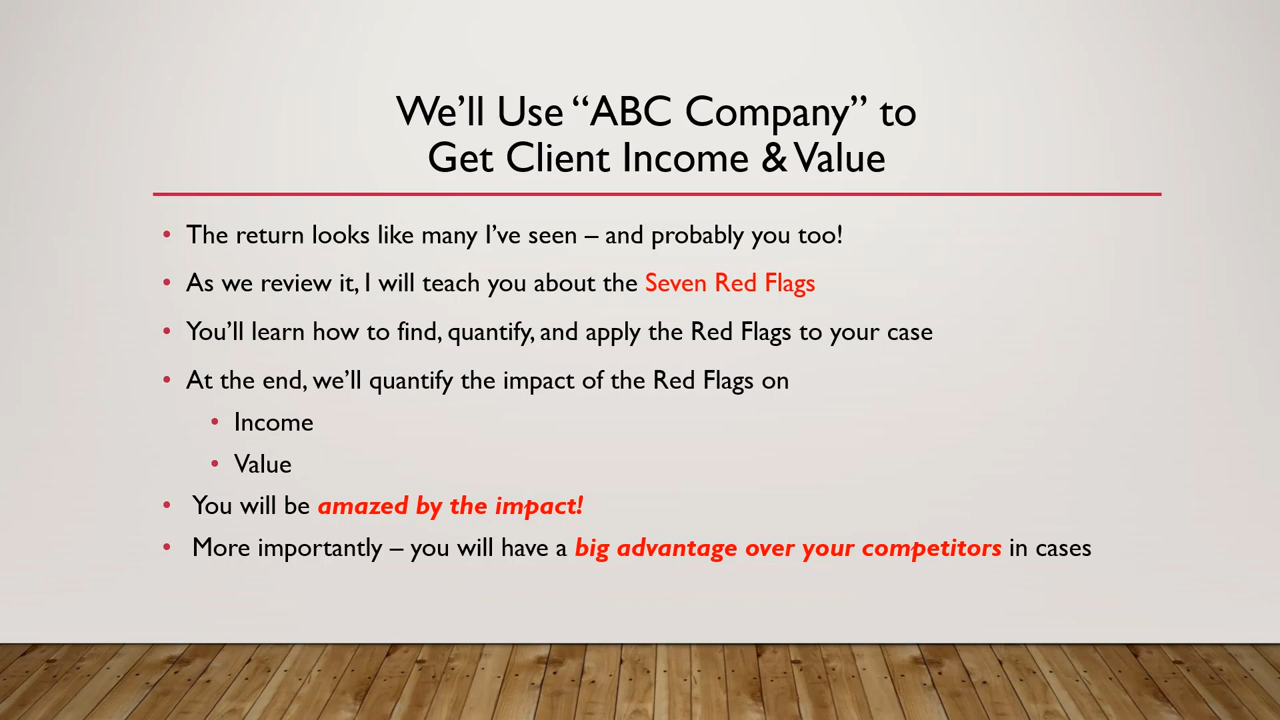 We’ll Use “ABC Company” to
Get Client Income & Value
• The return looks like many I’ve seen – and probably you too!
• As we review it, I will teach you about the Seven Red Flags
• You’ll learn how to find, quantify, and apply the Red Flags to your case
• At the end, we’ll quantify the impact of the Red Flags on
• Income
• Value
• You will be amazed by the impact!
• More importantly – you will have a big advantage over your competitors in cases